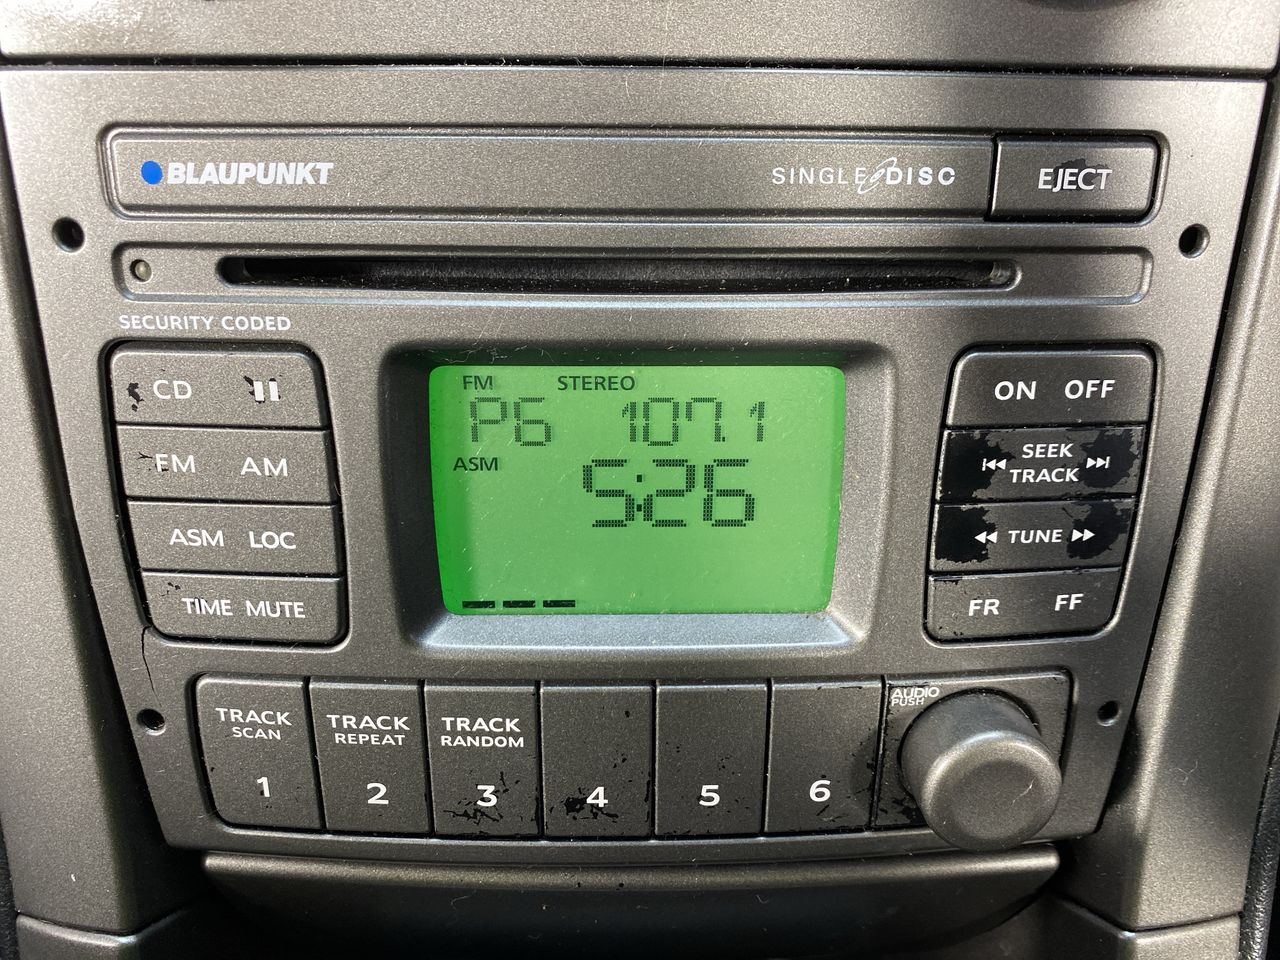 BLAUPUNKT SINGLE DISC EJECT
SECURITY CODED
CD
FM AM
ASM LOC
TIME MUTE
FM STEREO
P6 107.1
ASM
5:26
ON OFF
SEEK
TRACK
TUNE
FR FF
TRACK
SCAN
1
TRACK
REPEAT
2
TRACK
RANDOM
3
4
5
6
AUDIO
PUSH